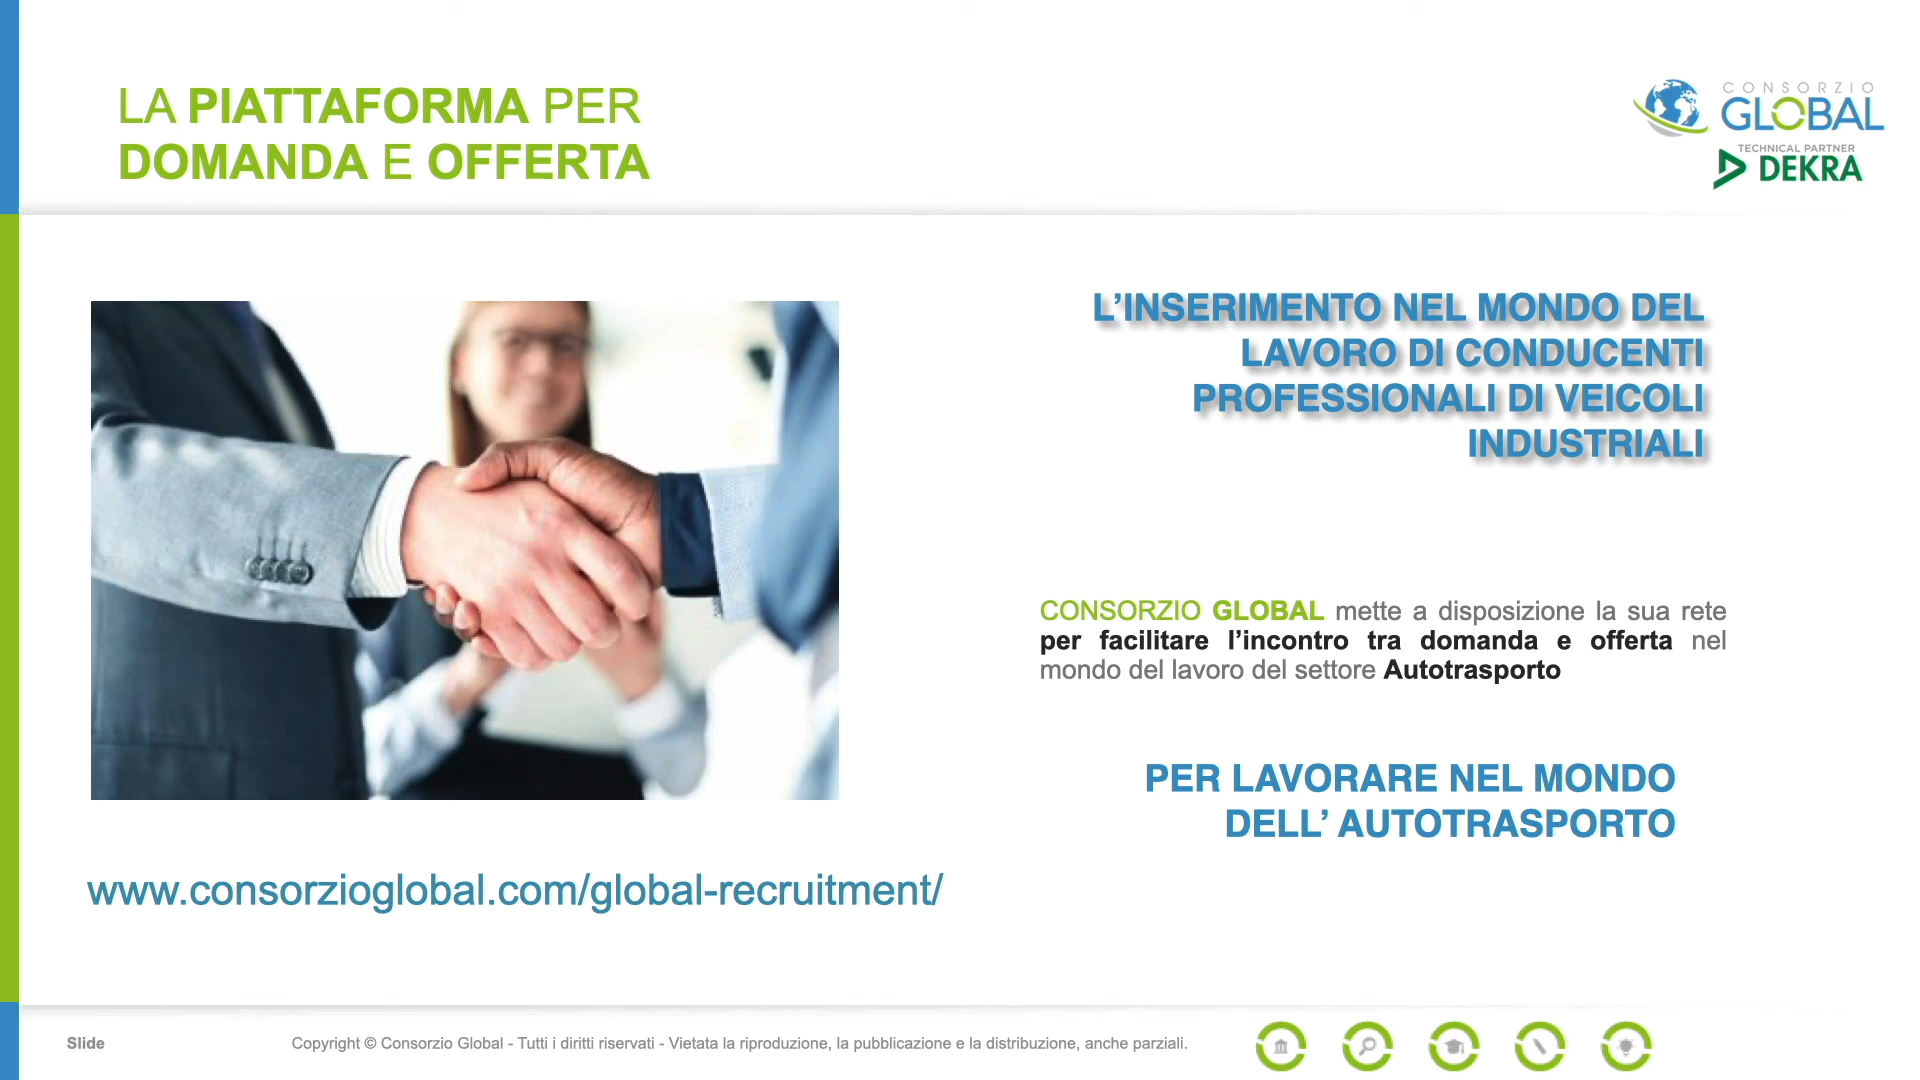 LA PIATTAFORMA PER
DOMANDA E OFFERTA
CONSORZIO
GLOBAL
TECHNICAL PARTNER
DEKRA
L’INSERIMENTO NEL MONDO DEL
LAVORO DI CONDUCENTI
PROFESSIONALI DI VEICOLI
INDUSTRIALI
CONSORZIO GLOBAL mette a disposizione la sua rete
per facilitare l’incontro tra domanda e offerta nel
mondo del lavoro del settore Autotrasporto
PER LAVORARE NEL MONDO
DELL’ AUTOTRASPORTO
www.consorzioglobal.com/global-recruitment/
Slide
Copyright © Consorzio Global - Tutti i diritti riservati - Vietata la riproduzione, la pubblicazione e la distribuzione, anche parziali.